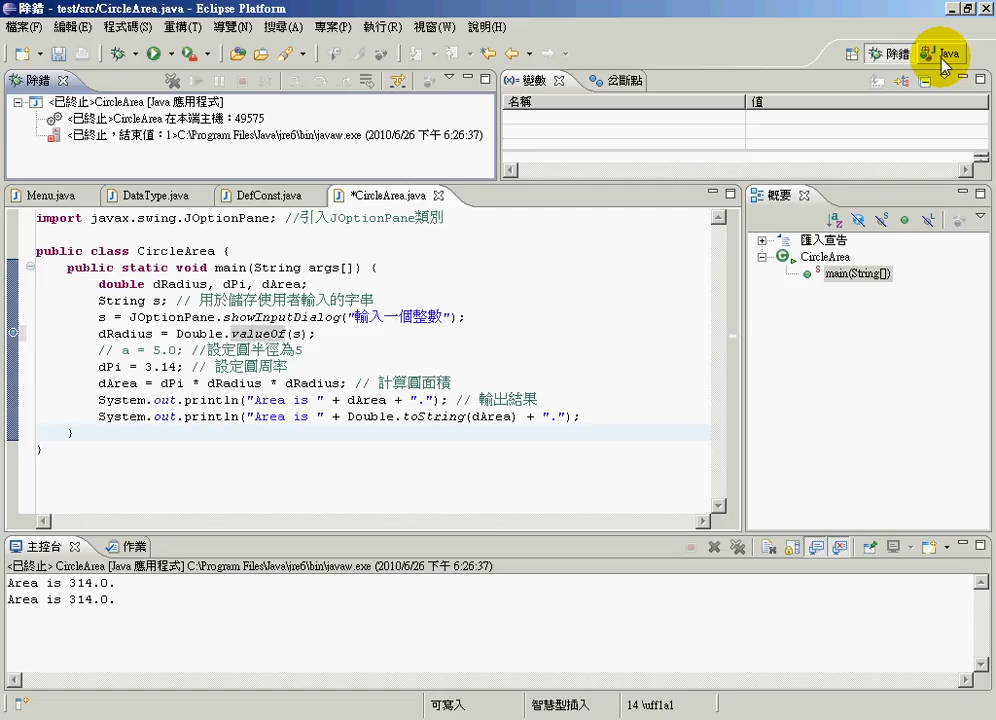 除錯 - test/src/CircleArea.java - Eclipse Platform
檔案(F) 編輯(E) 程式碼(S) 重構(T) 導覽(N) 搜尋(A) 專案(P) 執行(R) 視窗(W) 說明(H)
除錯 Java
除錯
<已終止>CircleArea [Java 應用程式]
<已終止>CircleArea 在本端主機：49575
<已終止，結束值：1>C:\Program Files\Java\jre6\bin\javaw.exe (2010/6/26 下午 6:26:37)
(x)= 變數 岔斷點
名稱 值
Menu.java DataType.java DefConst.java *CircleArea.java
import javax.swing.JOptionPane; //引入JOptionPane類別
public class CircleArea {
public static void main(String args[]) {
double dRadius, dPi, dArea;
String s; // 用於儲存使用者輸入的字串
s = JOptionPane.showInputDialog("輸入一個整數");
dRadius = Double.valueOf(s);
// a = 5.0; //設定圓半徑為5
dPi = 3.14; // 設定圓周率
dArea = dPi * dRadius * dRadius; // 計算圓面積
System.out.println("Area is " + dArea + "."); // 輸出結果
System.out.println("Area is " + Double.toString(dArea) + ".");
}
}
概要
匯入宣告
CircleArea
main(String[])
主控台 作業
<已終止> CircleArea [Java 應用程式] C:\Program Files\Java\jre6\bin\javaw.exe (2010/6/26 下午 6:26:37)
Area is 314.0.
Area is 314.0.
可寫入 智慧型插入 14 \uff1a1